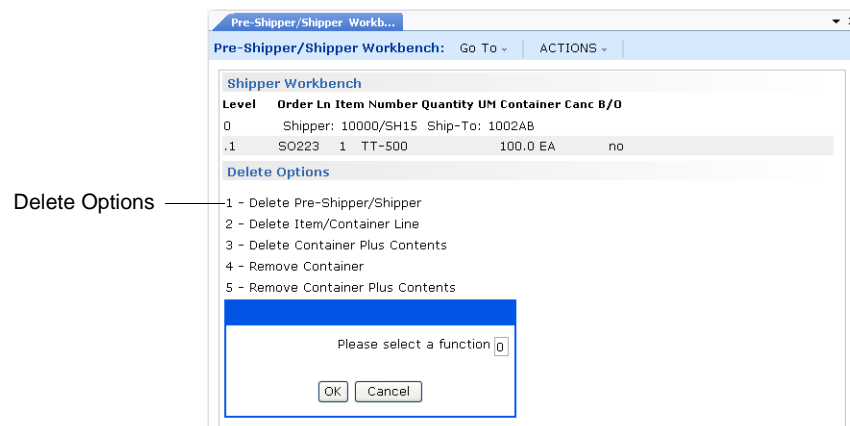 Pre-Shipper/Shipper Workb...
Pre-Shipper/Shipper Workbench: Go To ACTIONS
Shipper Workbench
Level Order Ln Item Number Quantity UM Container Canc B/O
0 Shipper: 10000/SH15 Ship-To: 1002AB
.1 SO223 1 TT-500 100.0 EA no
Delete Options
Delete Options
1 - Delete Pre-Shipper/Shipper
2 - Delete Item/Container Line
3 - Delete Container Plus Contents
4 - Remove Container
5 - Remove Container Plus Contents
Please select a function 0
OK Cancel